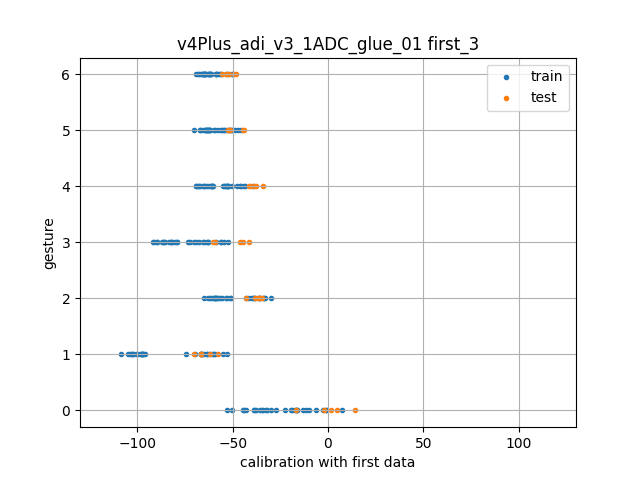 v4Plus_adi_v3_1ADC_glue_01 first_3
train
test
gesture
6
5
4
3
2
1
0
−100
−50
0
50
100
calibration with first data